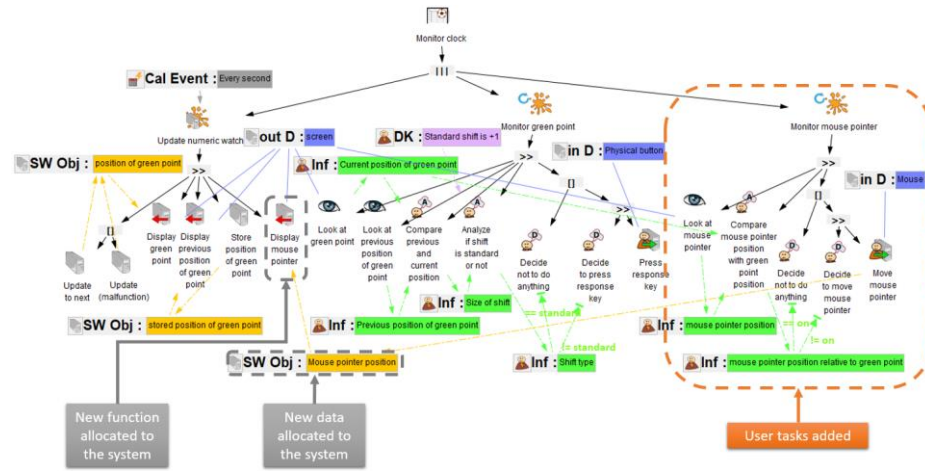 Monitor clock
|||
Cal Event : Every second
Update numeric watch
out D : screen
DK : Standard shift is +1
Monitor green point
Monitor mouse pointer
SW Obj : position of green point
>>
Inf : Current position of green point
>>
in D : Physical button
>>
in D : Mouse
[]
[]
[]
>>
>>
Display
green
point
Display
previous
position
of green
point
Store
position
of green
point
Display
mouse
pointer
Look at
green point
Look at
previous
position
of green
point
Compare
previous
and
current
position
Analyze
if shift
is standard
or not
Look at
mouse
pointer
Compare
mouse pointer
position
with green
point
Update
to next
Update
(malfunction)
Decide
not to do
anything
Decide
to press
response
key
Press
response
key
Decide
not to do
anything
Decide
to move
mouse
pointer
Move
mouse
pointer
Inf : Size of shift
== standard
SW Obj : stored position of green point
Inf : Previous position of green point
Inf : mouse pointer position
== on
!= on
!= standard
SW Obj : Mouse pointer position
Inf : Shift type
Inf : mouse pointer position relative to green point
New function
allocated to
the system
New data
allocated to
the system
User tasks added